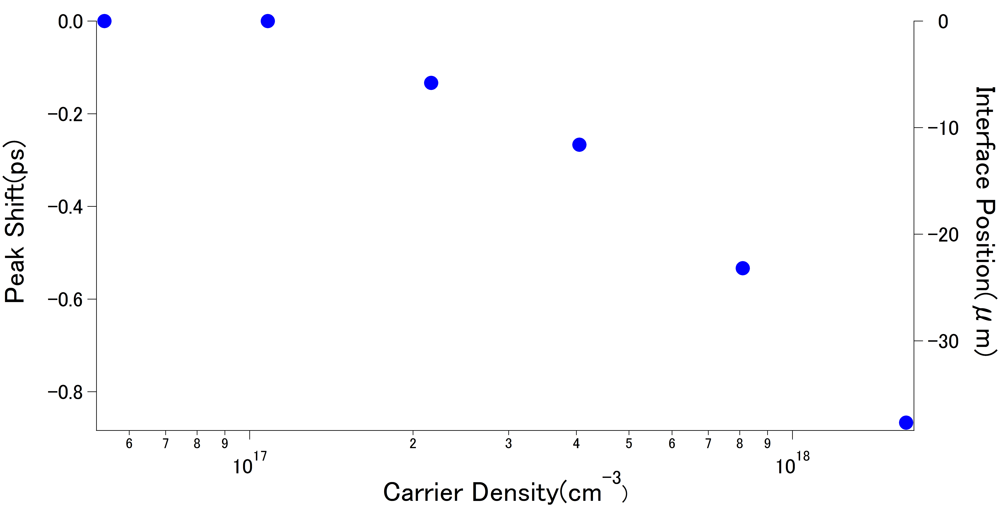 0.0
−0.2
−0.4
−0.6
−0.8
Peak Shift(ps)
0
−10
−20
−30
Interface Position(μm)
6 7 8 9 2 3 4 5 6 7 8 9
10^17 10^18
Carrier Density(cm^−3)